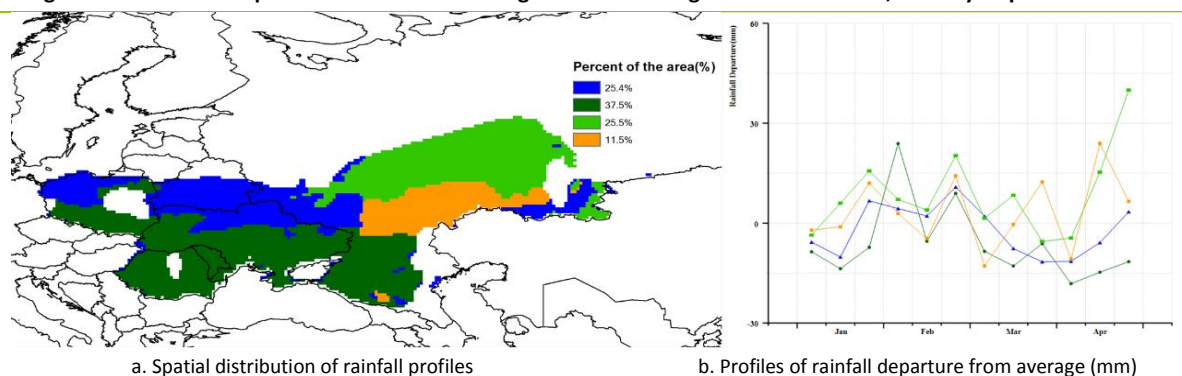 Percent of the area(%)
25.4%
37.5%
25.5%
11.5%
a. Spatial distribution of rainfall profiles
60
30
0
-30
Rainfall Departure(mm)
Jan Feb Mar Apr
b. Profiles of rainfall departure from average (mm)